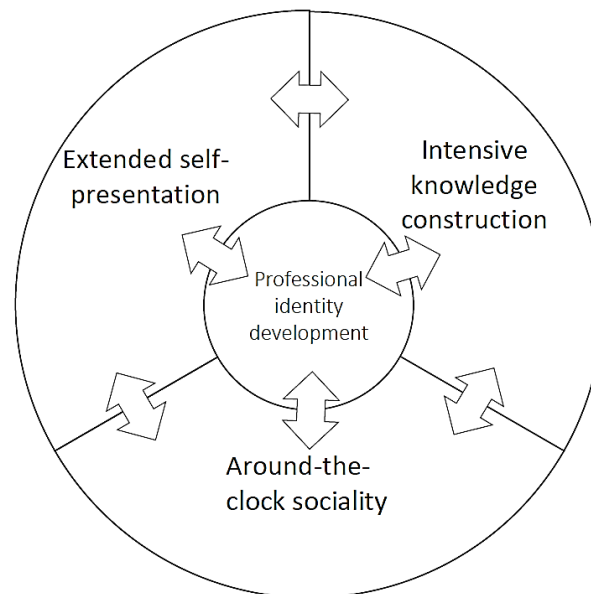 Extended self-
presentation
Intensive
knowledge
construction
Professional
identity
development
Around-the-
clock sociality